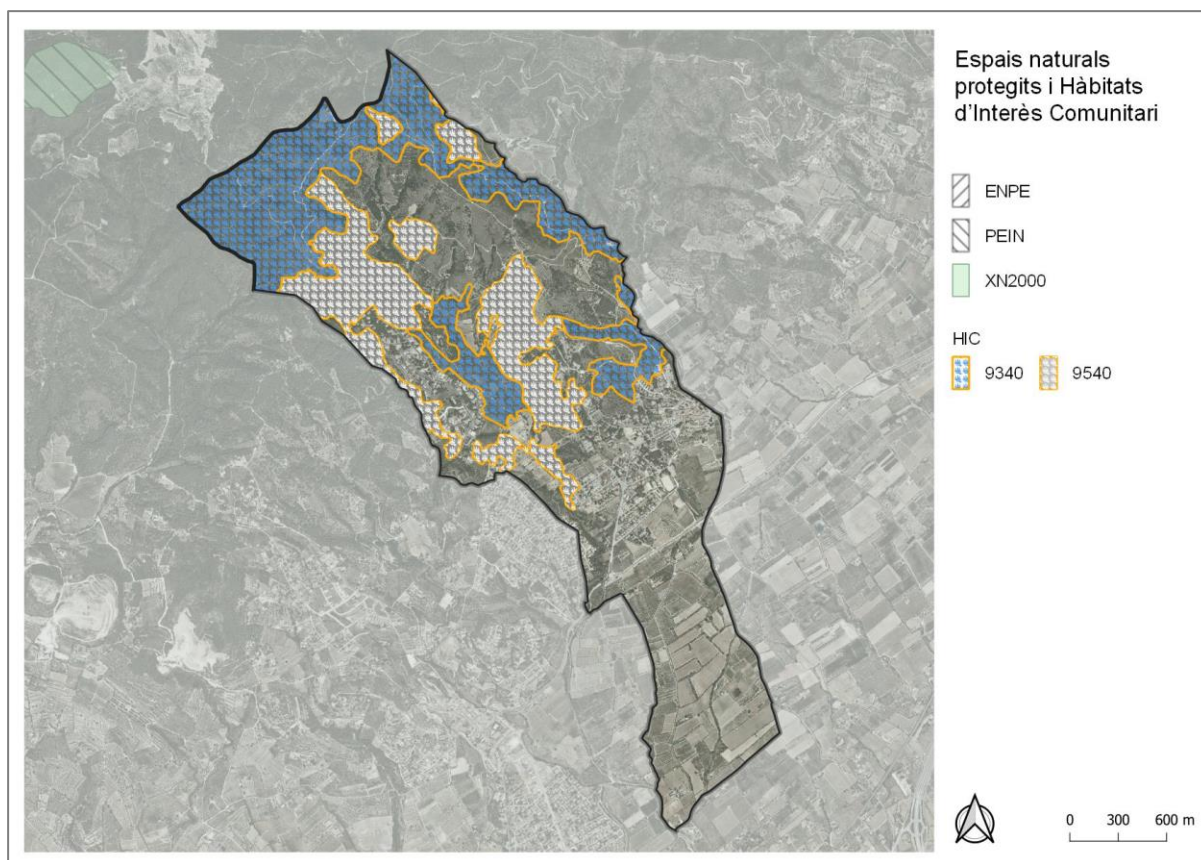 Espais naturals
protegits i Hàbitats
d'Interès Comunitari
ENPE
PEIN
XN2000
HIC
9340 9540
0 300 600 m